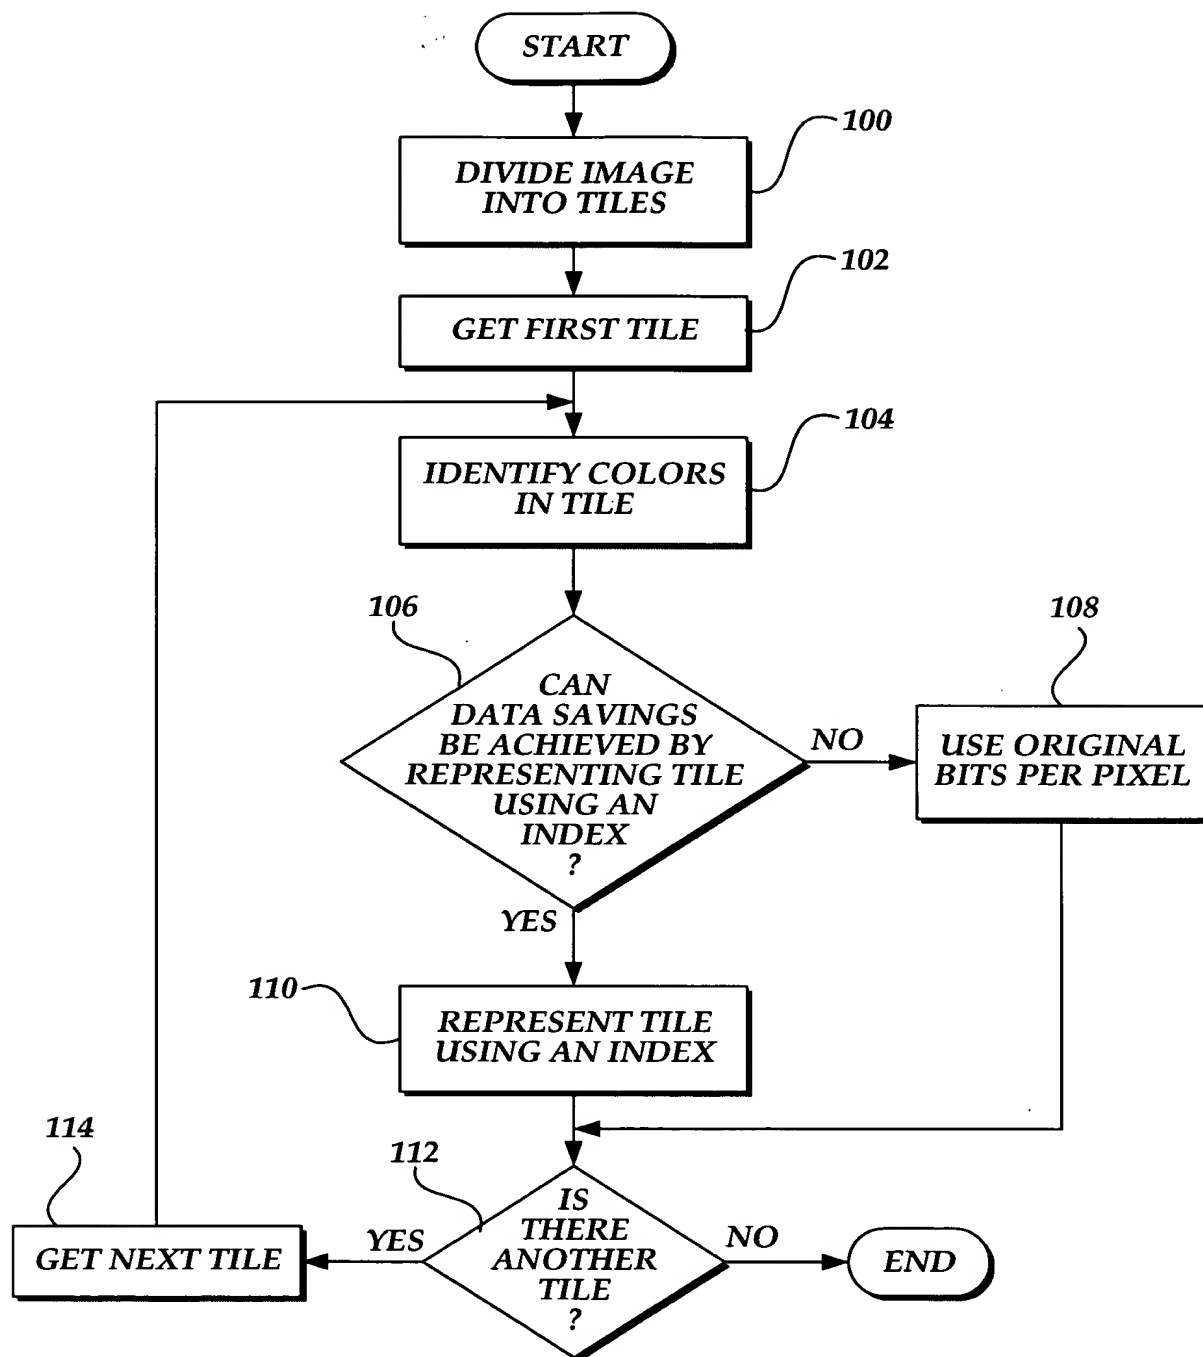 START
100
DIVIDE IMAGE
INTO TILES
102
GET FIRST TILE
104
IDENTIFY COLORS
IN TILE
106
CAN
DATA SAVINGS
BE ACHIEVED BY
REPRESENTING TILE
USING AN
INDEX
?
NO
108
USE ORIGINAL
BITS PER PIXEL
YES
110
REPRESENT TILE
USING AN INDEX
112
IS
THERE
ANOTHER
TILE
?
YES
114
GET NEXT TILE
NO
END